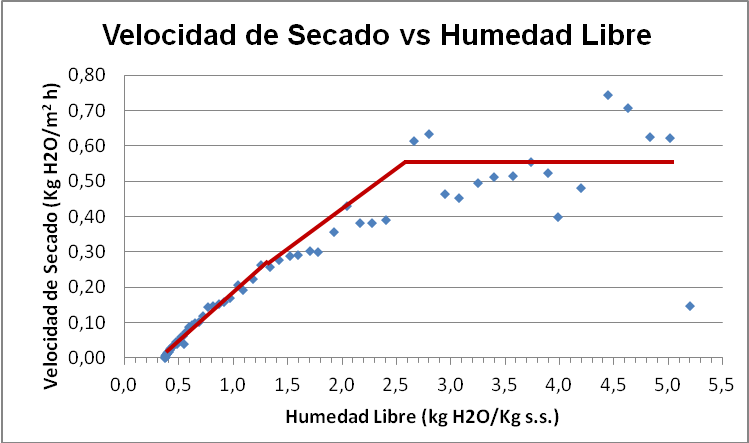 Velocidad de Secado vs Humedad Libre
Velocidad de Secado (Kg H2O/m² h)
0,80
0,70
0,60
0,50
0,40
0,30
0,20
0,10
0,00
0,0 0,5 1,0 1,5 2,0 2,5 3,0 3,5 4,0 4,5 5,0 5,5
Humedad Libre (kg H2O/Kg s.s.)